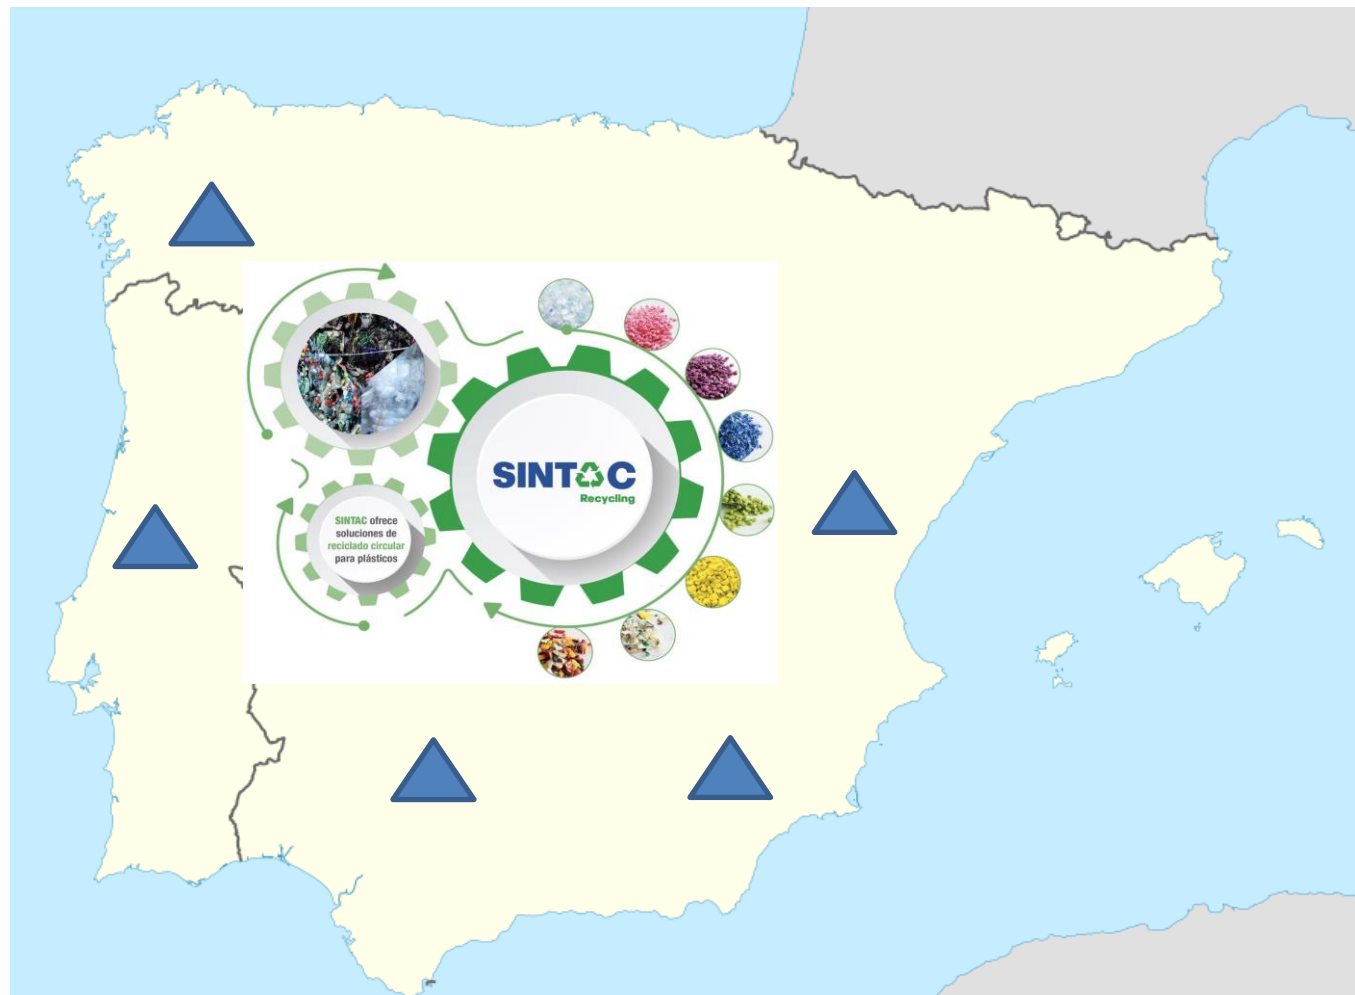 SINTAC
Recycling
SINTAC ofrece
soluciones de
reciclado circular
para plásticos